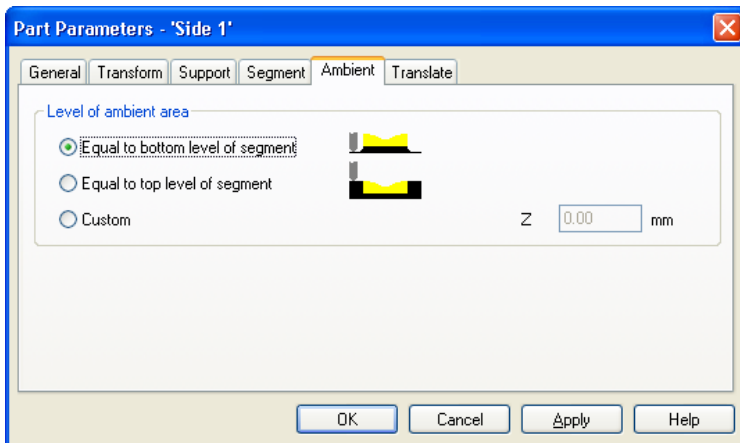 Part Parameters - 'Side 1'
General Transform Support Segment Ambient Translate
Level of ambient area
Equal to bottom level of segment
Equal to top level of segment
Custom Z 0.00 mm
OK Cancel Apply Help